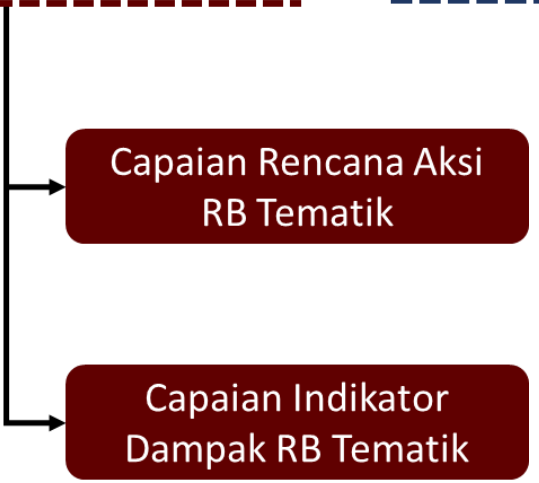 Capaian Rencana Aksi
RB Tematik
Capaian Indikator
Dampak RB Tematik